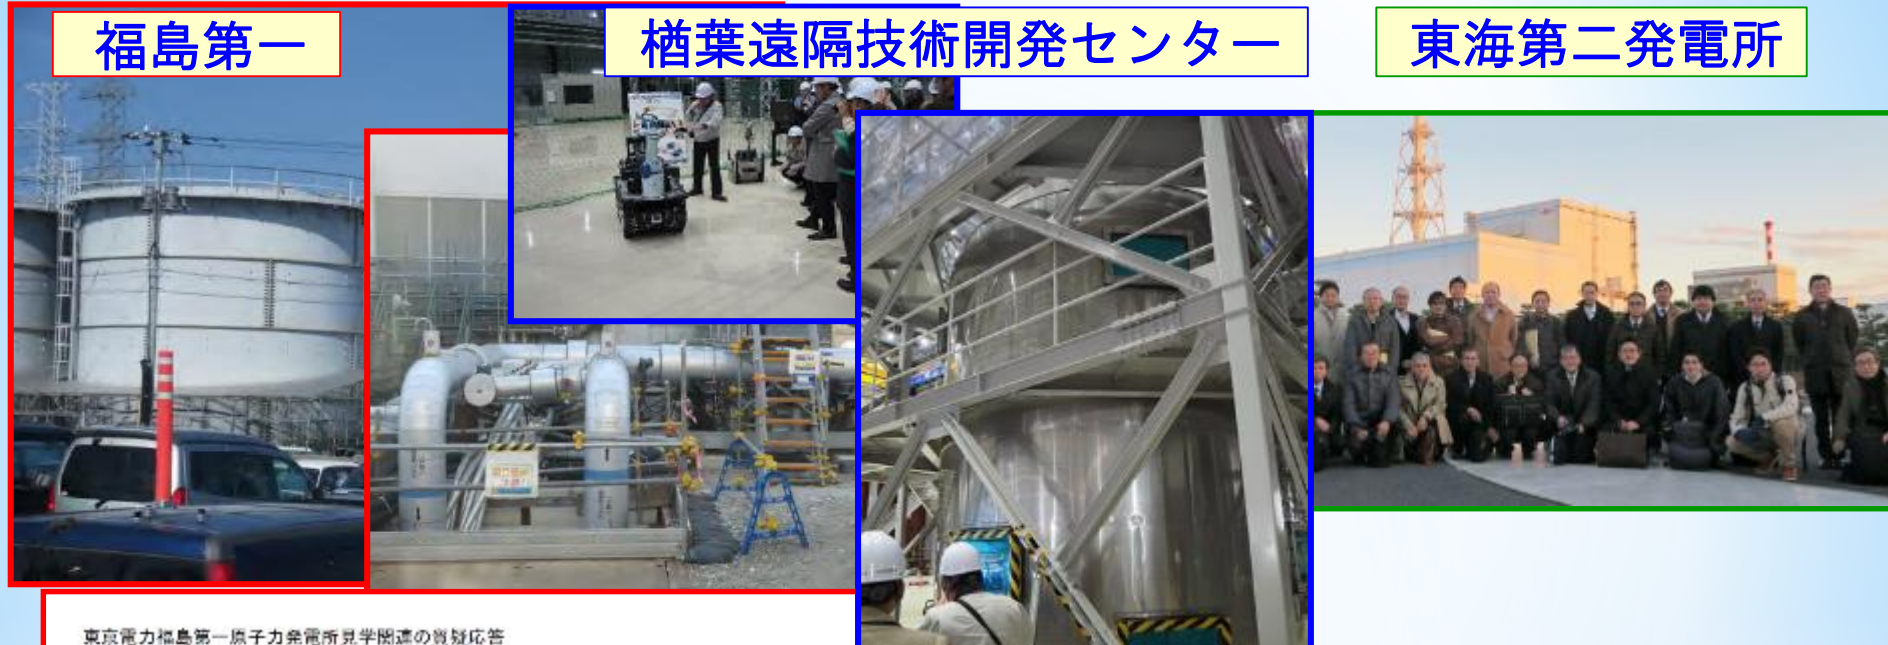 福島第一
楢葉遠隔技術開発センター
東海第二発電所
東京電力福島第一原子力発電所見学関連の質疑応答